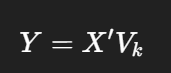 Y = X'V_k